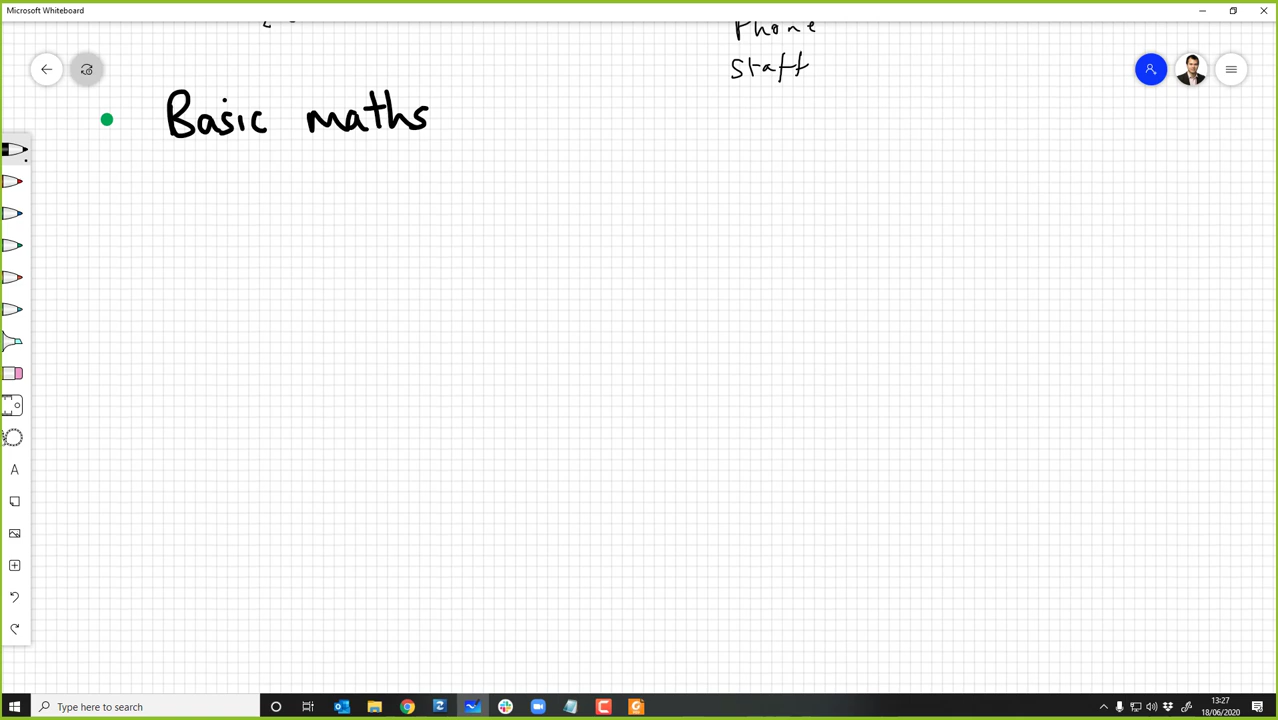 Microsoft Whiteboard
Phone
Staff
Basic maths
A
Type here to search
13:27
18/06/2020